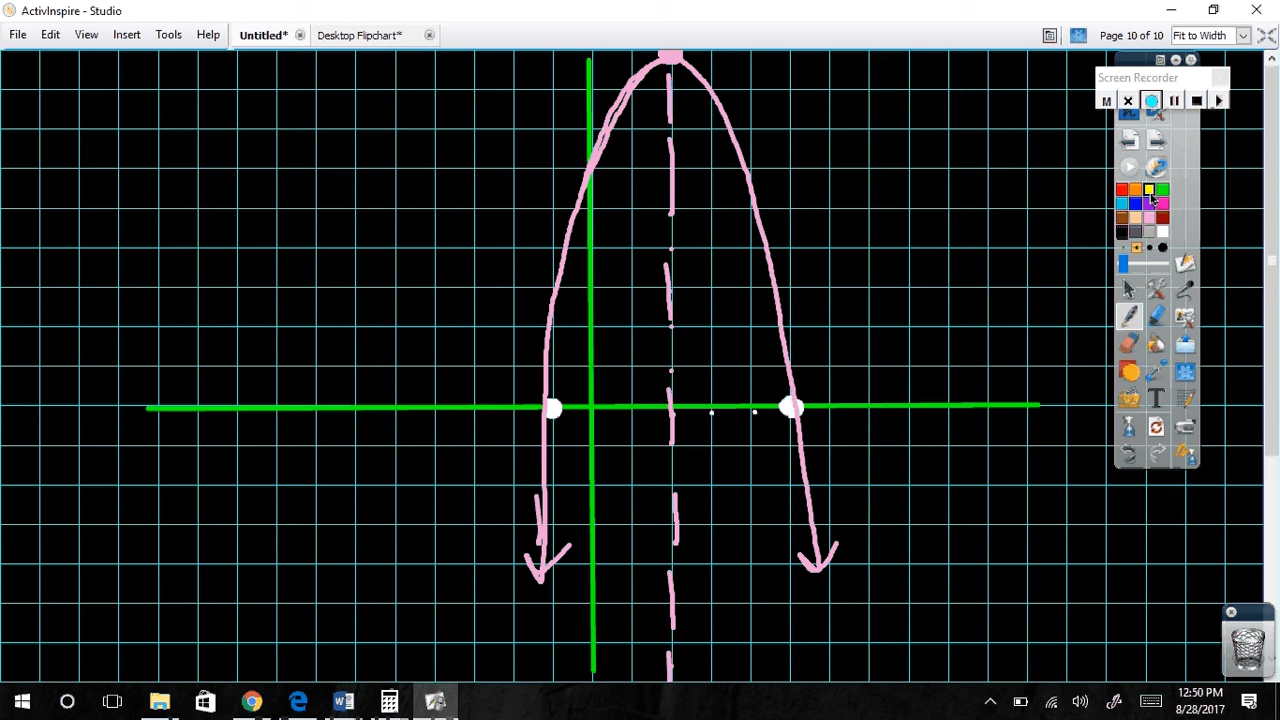 ActivInspire - Studio
File Edit View Insert Tools Help Untitled* Desktop Flipchart* Page 10 of 10 Fit to Width
Screen Recorder
M
T
12:50 PM
8/28/2017